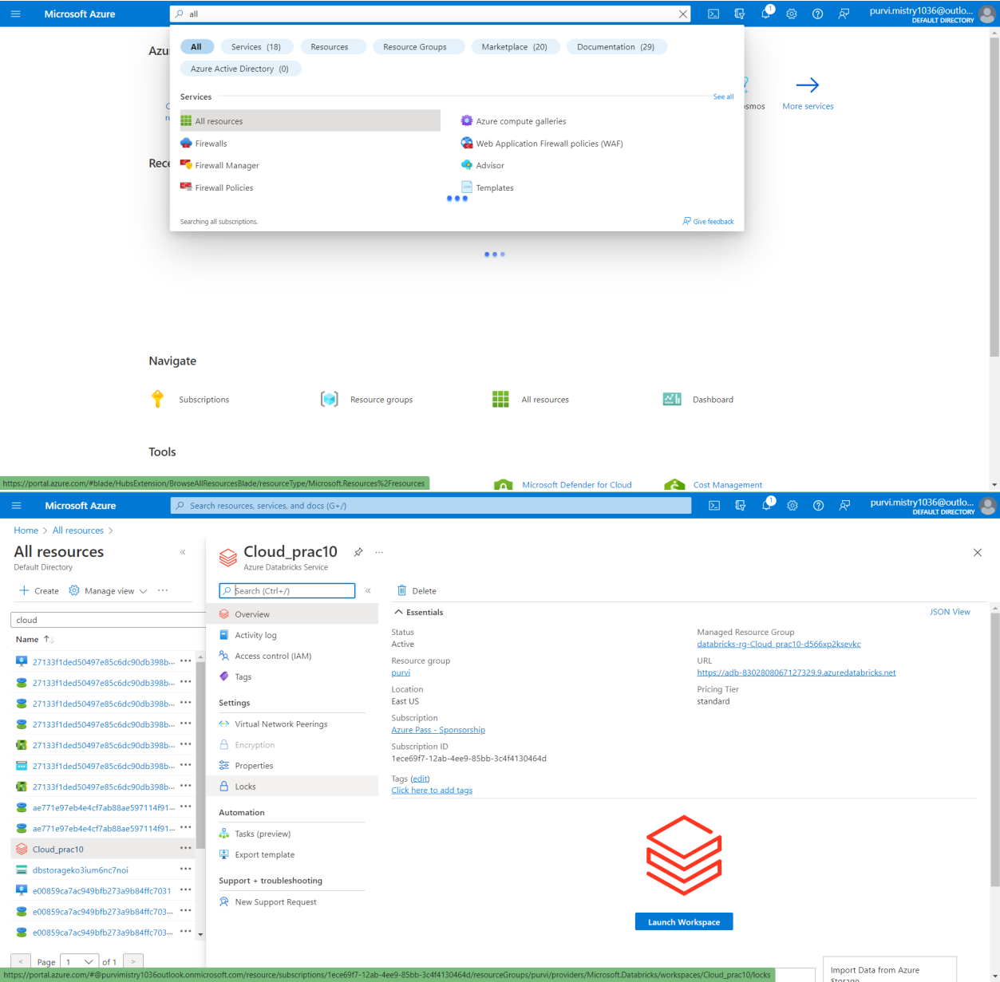 Microsoft Azure
all
purvi.mistry1036@outlo...
DEFAULT DIRECTORY
1
All
Services (18)
Resources
Resource Groups
Marketplace (20)
Documentation (29)
Azure Active Directory (0)
Services
See all
All resources
Azure compute galleries
Firewalls
Web Application Firewall policies (WAF)
Firewall Manager
Advisor
Firewall Policies
Templates
Searching all subscriptions.
Give feedback
Azu
C
re
osmos
More services
Rece
Navigate
Subscriptions
Resource groups
All resources
Dashboard
Tools
Microsoft Defender for Cloud
Cost Management
https://portal.azure.com/#blade/HubsExtension/BrowseAllResourcesBlade/resourceType/Microsoft.Resources%2Fresources
Microsoft Azure
Search resources, services, and docs (G+/)
1
purvi.mistry1036@outlo...
DEFAULT DIRECTORY
Home > All resources >
All resources
Default Directory
Create
Manage view
cloud
Name
27133f1ded50497e85c6dc90db398b...
27133f1ded50497e85c6dc90db398b...
27133f1ded50497e85c6dc90db398b...
27133f1ded50497e85c6dc90db398b...
27133f1ded50497e85c6dc90db398b...
27133f1ded50497e85c6dc90db398b...
27133f1ded50497e85c6dc90db398b...
ae771e97eb4e4cf7ab88ae597114f91...
ae771e97eb4e4cf7ab88ae597114f91...
Cloud_prac10
dbstorageko3ium6nc7noi
e00859ca7ac949bfb273a9b84ffc7031
e00859ca7ac949bfb273a9b84ffc703...
e00859ca7ac949bfb273a9b84ffc703...
< Page 1 of 1 >
Cloud_prac10
Azure Databricks Service
Search (Ctrl+/)
Overview
Activity log
Access control (IAM)
Tags
Settings
Virtual Network Peerings
Encryption
Properties
Locks
Automation
Tasks (preview)
Export template
Support + troubleshooting
New Support Request
Delete
Essentials
JSON View
Status
Active
Resource group
purvi
Location
East US
Subscription
Azure Pass - Sponsorship
Subscription ID
1ece69f7-12ab-4ee9-85bb-3c4f4130464d
Tags (edit)
Click here to add tags
Managed Resource Group
databricks-rg-Cloud_prac10-d566xp2ksevkc
URL
https://adb-8302808067127329.9.azuredatabricks.net
Pricing Tier
standard
Launch Workspace
Import Data from Azure
Storage
https://portal.azure.com/#@purvimistry1036outlook.onmicrosoft.com/resource/subscriptions/1ece69f7-12ab-4ee9-85bb-3c4f4130464d/resourceGroups/purvi/providers/Microsoft.Databricks/workspaces/Cloud_prac10/locks